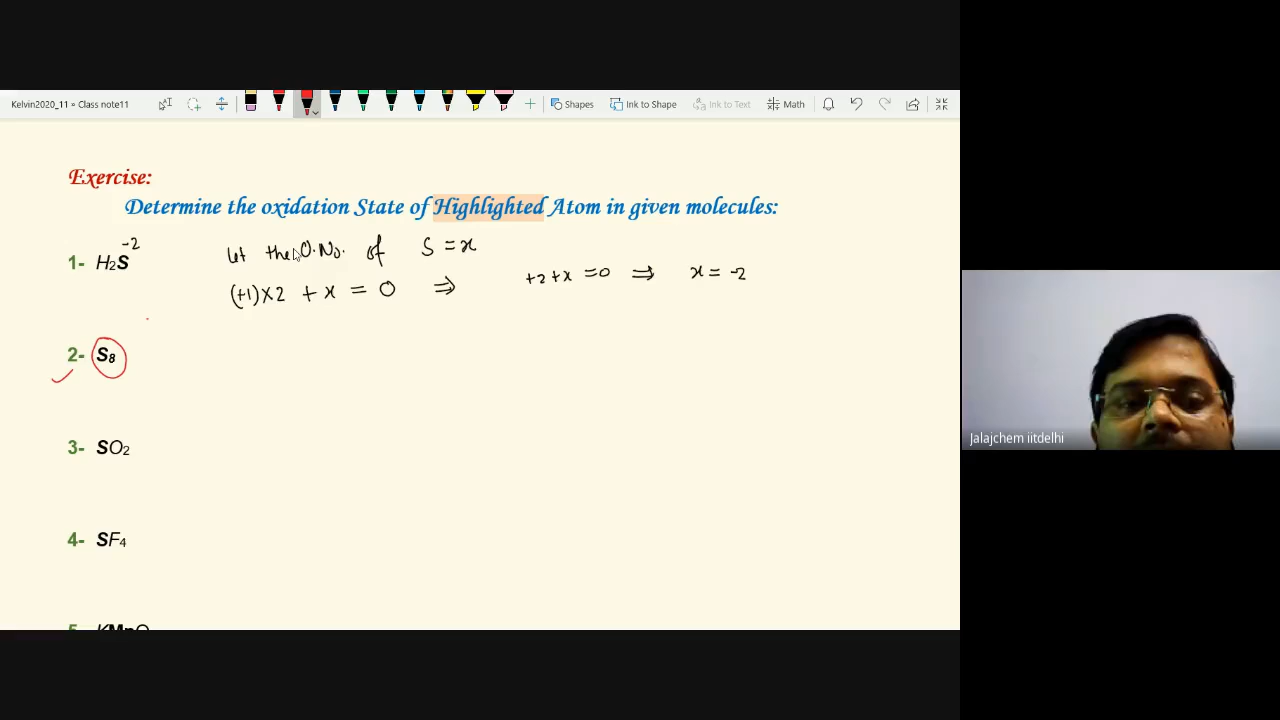 Kelvin2020_11 » Class note11
Shapes
Ink to Shape
Ink to Text
Math
Exercise:
Determine the oxidation State of Highlighted Atom in given molecules:
1- H₂S -2
let the O.No. of S = x
(+1)×2 + x = 0 ⇒ +2+x = 0 ⇒ x = -2
2- S₈
3- SO₂
4- SF₄
Jalajchem iitdelhi